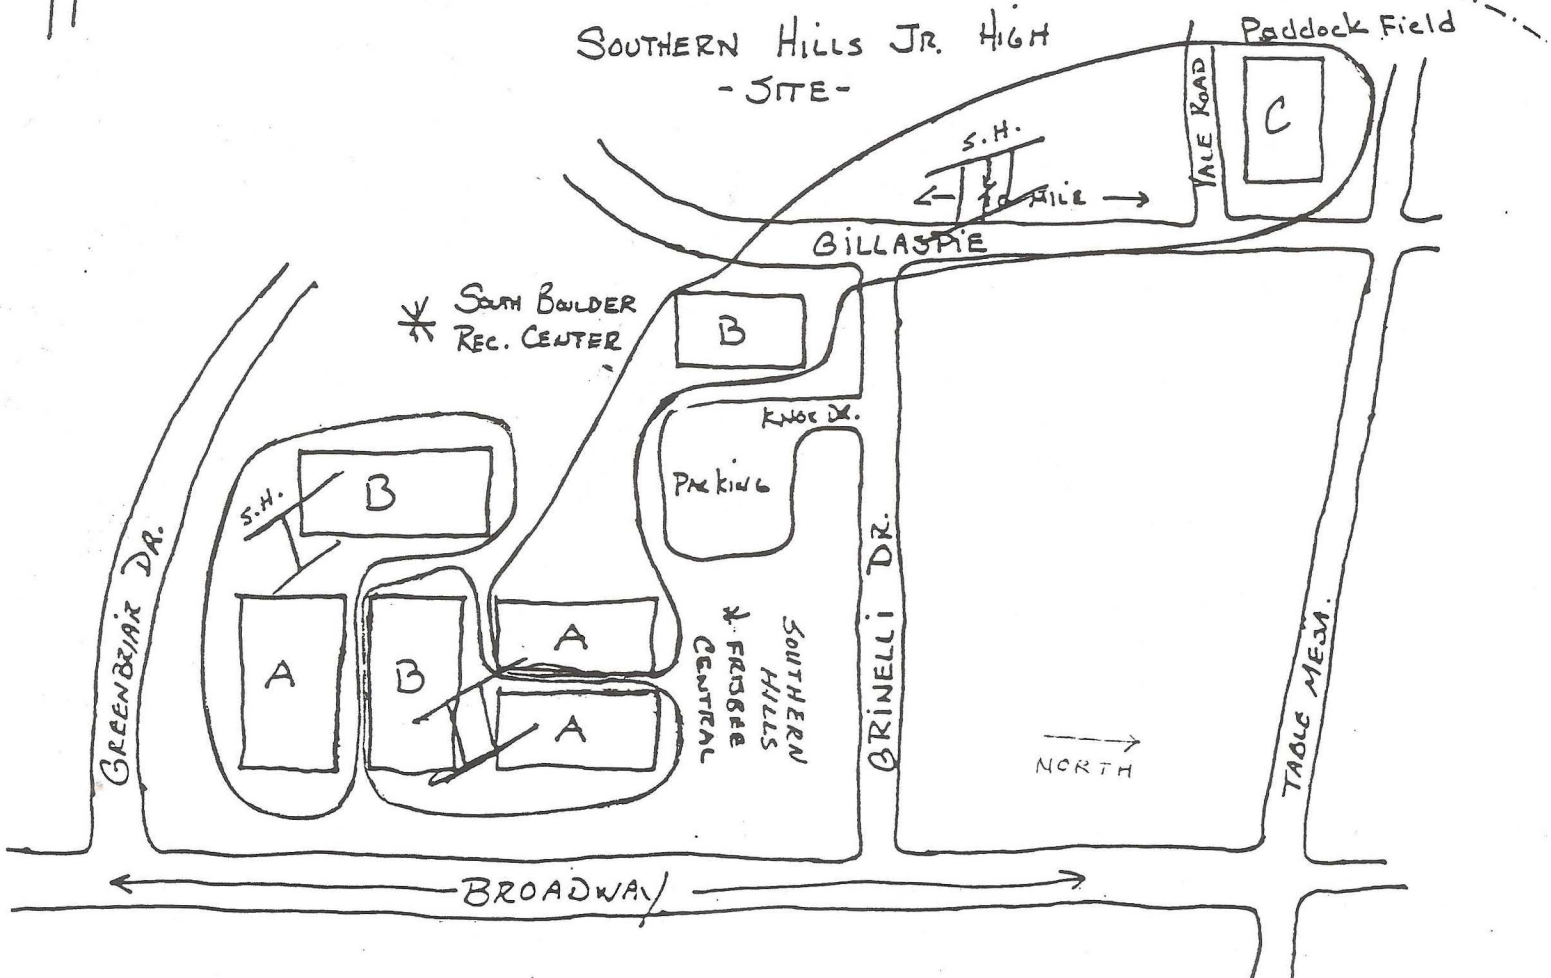 SOUTHERN HILLS JR. HIGH
- SITE -
Paddock Field
YALE ROAD
C
S.H.
MILE
GILLASPIE
* SOUTH BOULDER
REC. CENTER
B
KNOX DR.
PARKING
S.H.
B
GREENBRIAR DR.
A
B
A
A
SOUTHERN
HILLS
* FRISBEE
CENTRAL
GRINELLI DR.
NORTH
TABLE MESA.
BROADWAY